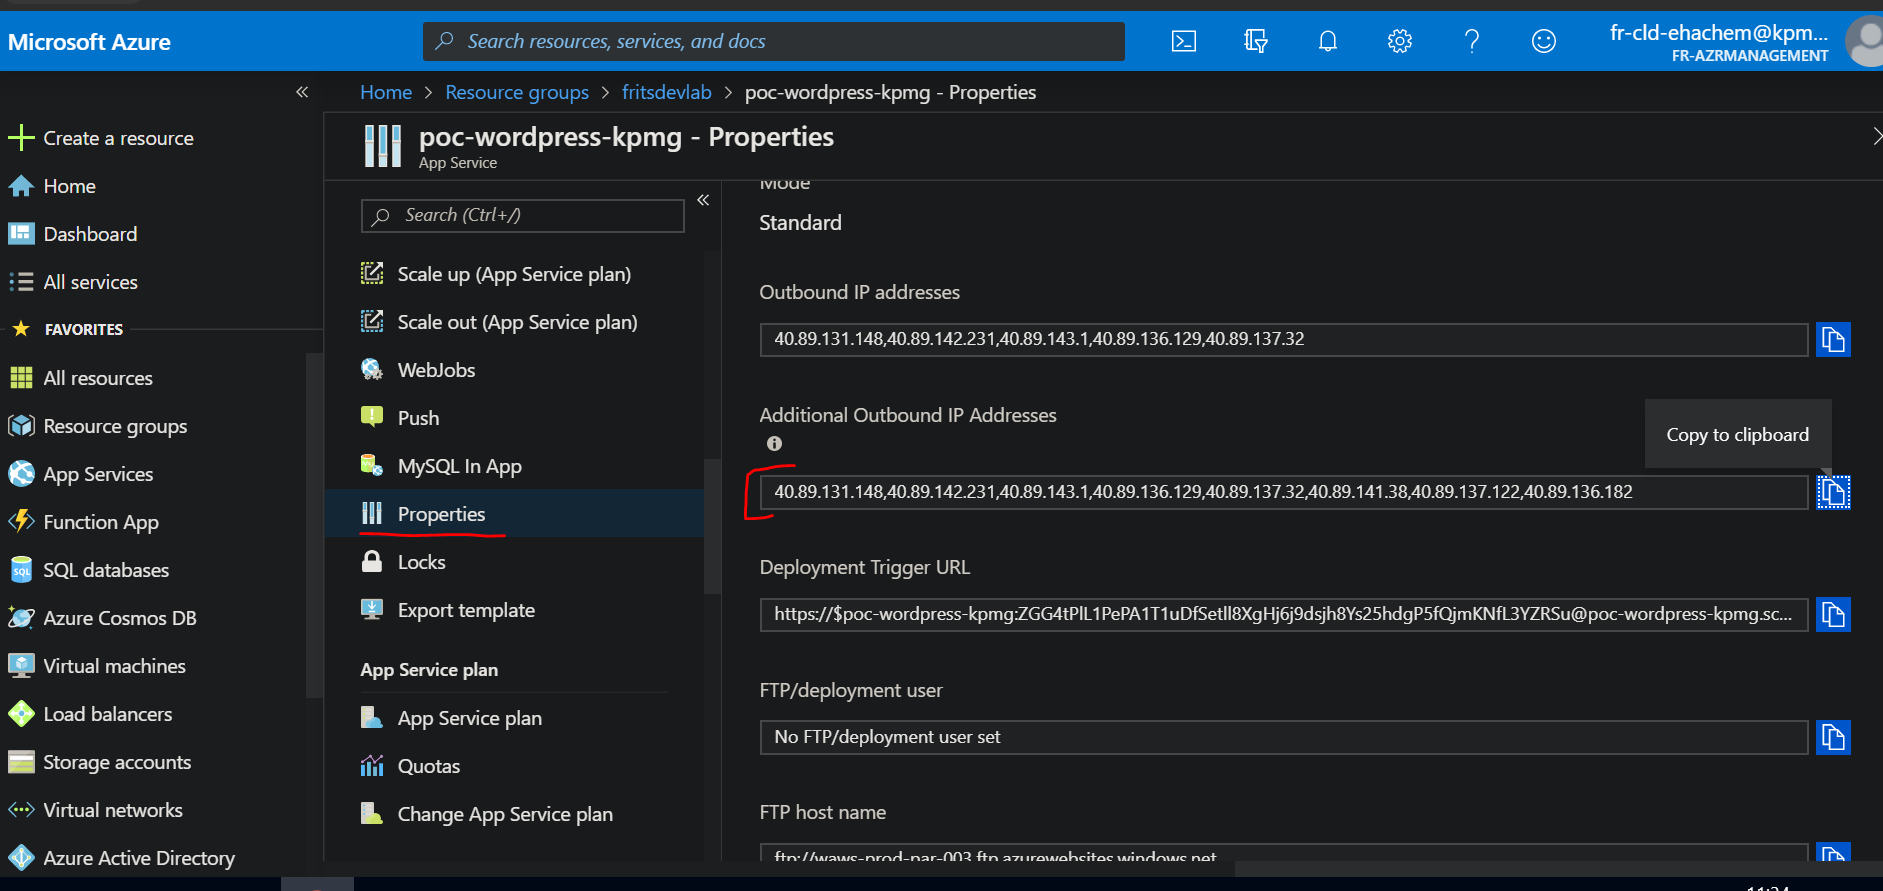 Microsoft Azure
Search resources, services, and docs
fr-cld-ehachem@kpm...
FR-AZRMANAGEMENT
Home > Resource groups > fritsdevlab > poc-wordpress-kpmg - Properties
Create a resource
Home
Dashboard
All services
FAVORITES
All resources
Resource groups
App Services
Function App
SQL databases
Azure Cosmos DB
Virtual machines
Load balancers
Storage accounts
Virtual networks
Azure Active Directory
poc-wordpress-kpmg - Properties
App Service
Search (Ctrl+/)
Scale up (App Service plan)
Scale out (App Service plan)
WebJobs
Push
MySQL In App
Properties
Locks
Export template
App Service plan
App Service plan
Quotas
Change App Service plan
Mode
Standard
Outbound IP addresses
40.89.131.148,40.89.142.231,40.89.143.1,40.89.136.129,40.89.137.32
Additional Outbound IP Addresses
Copy to clipboard
40.89.131.148,40.89.142.231,40.89.143.1,40.89.136.129,40.89.137.32,40.89.141.38,40.89.137.122,40.89.136.182
Deployment Trigger URL
https://$poc-wordpress-kpmg:ZGG4tPlL1PePA1T1uDfSetll8XgHj6j9dsjh8Ys25hdgP5fQjmKNfL3YZRSu@poc-wordpress-kpmg.sc...
FTP/deployment user
No FTP/deployment user set
FTP host name
ftp://waws-prod-par-003.ftp.azurewebsites.windows.net